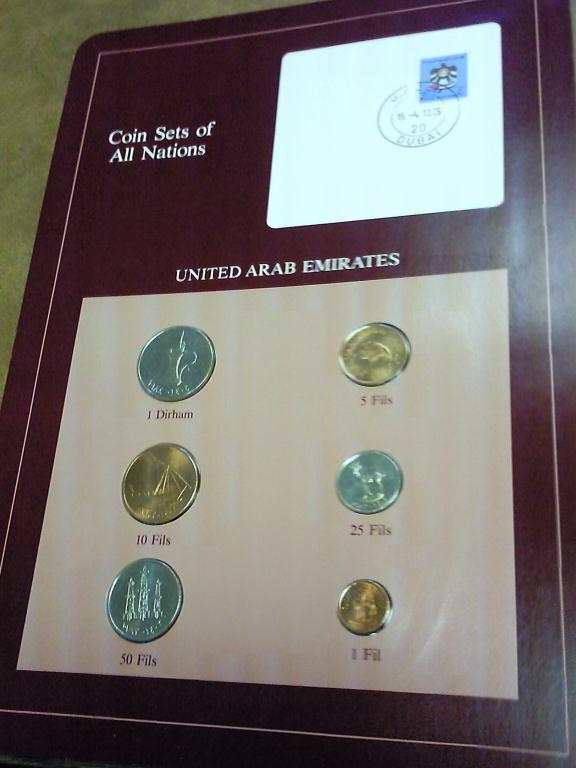 Coin Sets of
All Nations
20
DUBAI
UNITED ARAB EMIRATES
1 Dirham
5 Fils
10 Fils
25 Fils
50 Fils
1 Fil